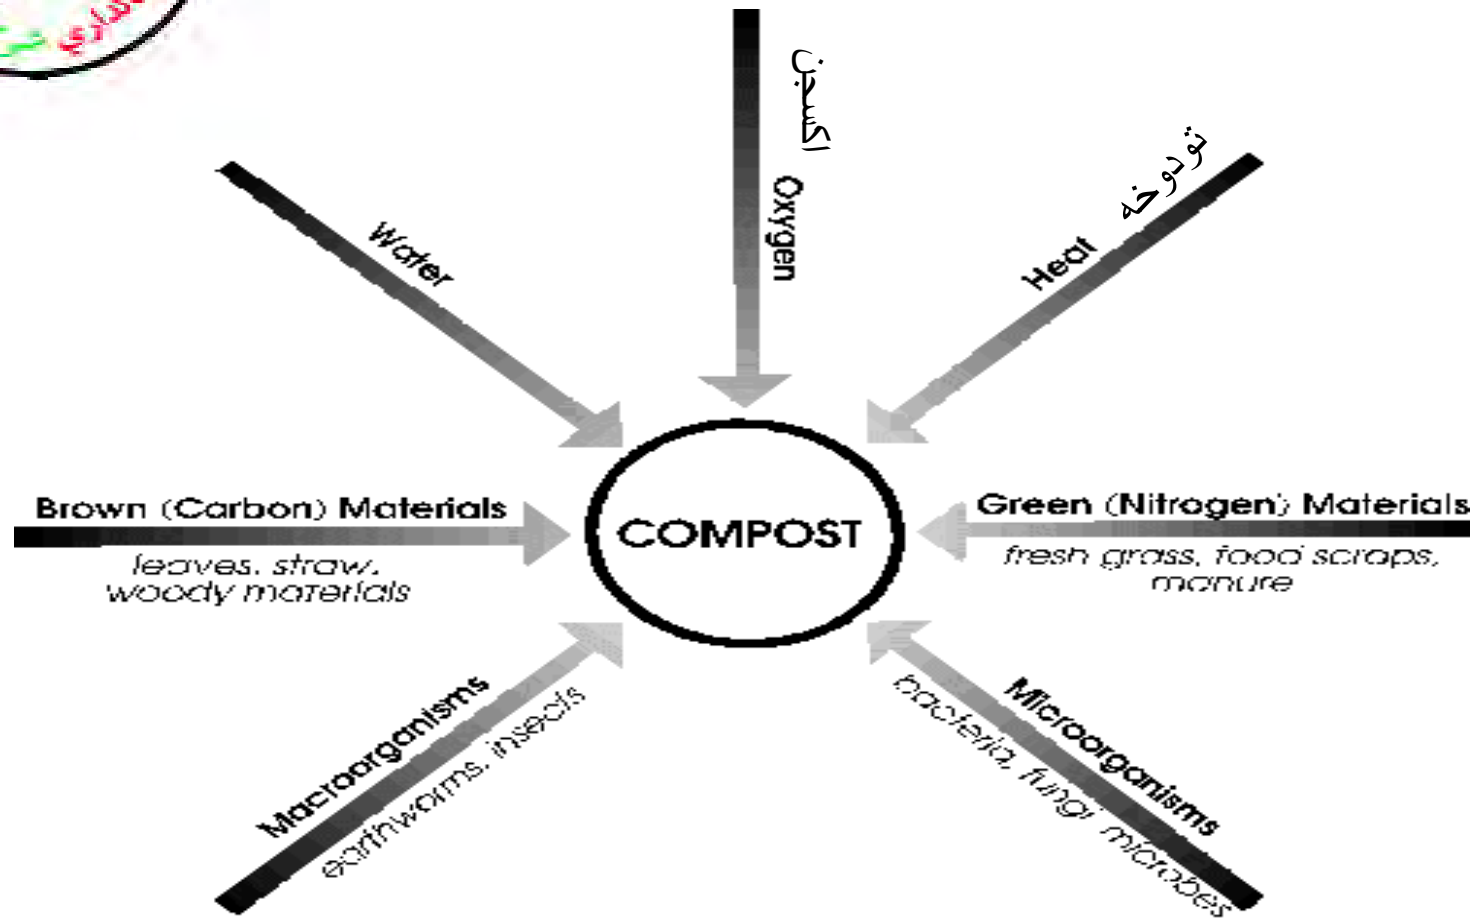 اکسجن
Oxygen
تودوخه
Heat
Water
Brown (Carbon) Materials
leaves, straw,
woody materials
COMPOST
Green (Nitrogen) Materials
fresh grass, food scraps,
manure
Macroorganisms
earthworms, insects
Microorganisms
bacteria, fungi, microbes